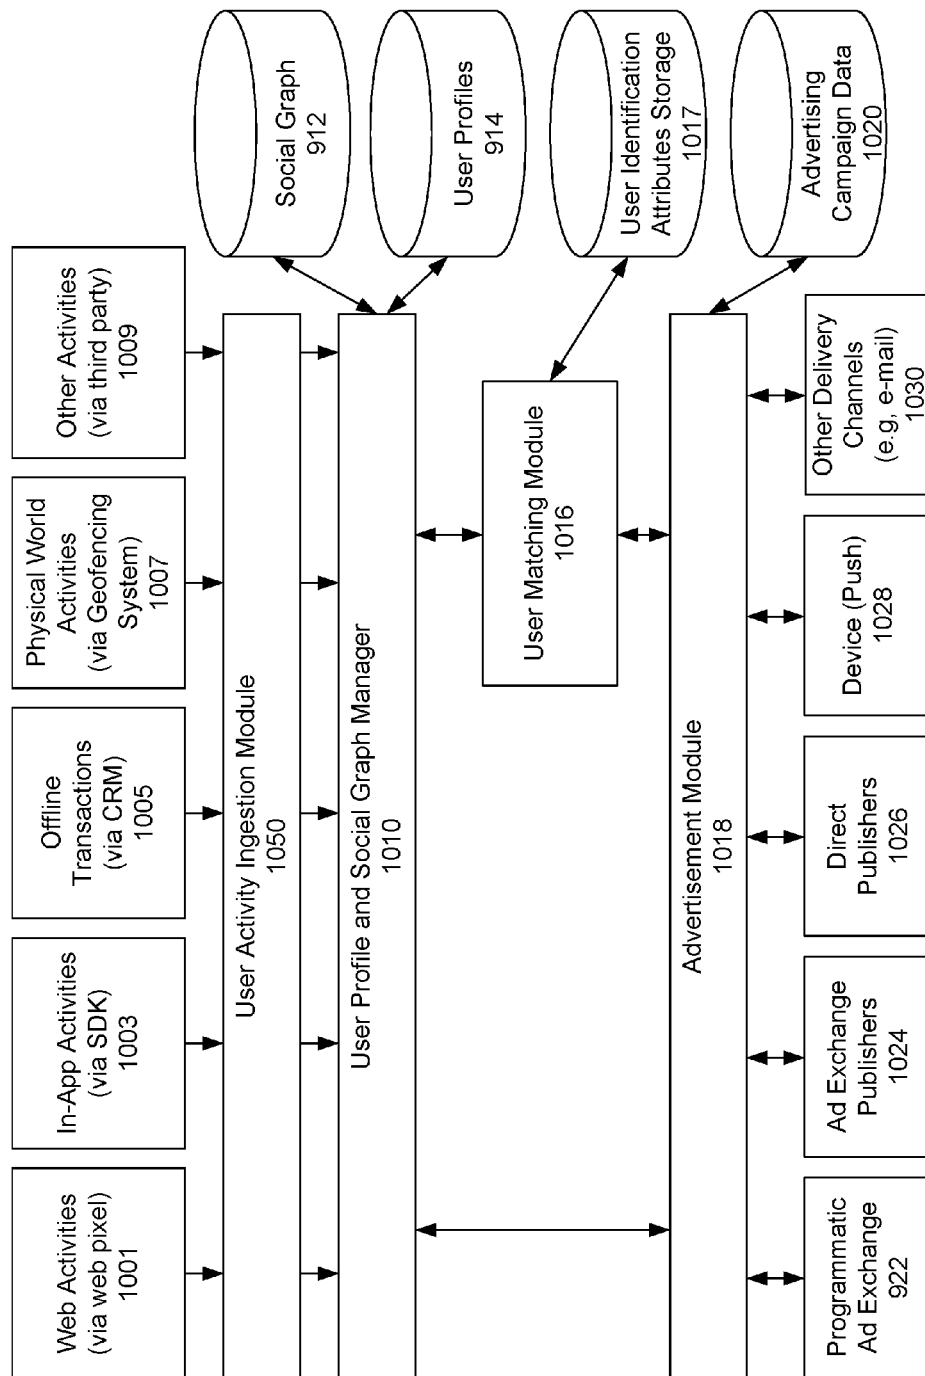 Web Activities
(via web pixel)
1001
In-App Activities
(via SDK)
1003
Offline
Transactions
(via CRM)
1005
Physical World
Activities
(via Geofencing
System)
1007
Other Activities
(via third party)
1009
User Activity Ingestion Module
1050
User Profile and Social Graph Manager
1010
Social Graph
912
User Profiles
914
User Matching Module
1016
User Identification
Attributes Storage
1017
Advertisement Module
1018
Advertising
Campaign Data
1020
Programmatic
Ad Exchange
922
Ad Exchange
Publishers
1024
Direct
Publishers
1026
Device (Push)
1028
Other Delivery
Channels
(e.g, e-mail)
1030